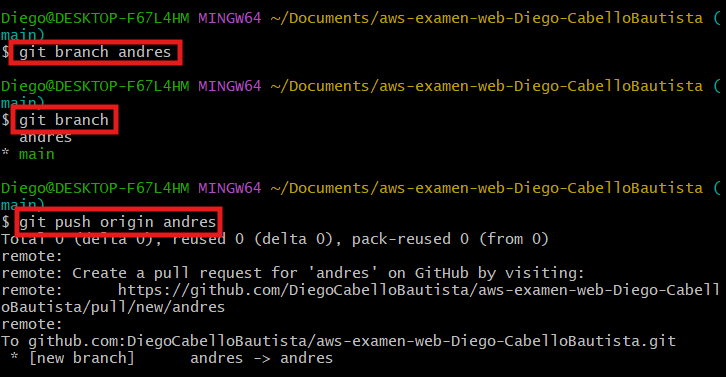 Diego@DESKTOP-F67L4HM MINGW64 ~/Documents/aws-examen-web-Diego-CabelloBautista (
main)
$ git branch andres
Diego@DESKTOP-F67L4HM MINGW64 ~/Documents/aws-examen-web-Diego-CabelloBautista (
main)
$ git branch
  andres
* main
Diego@DESKTOP-F67L4HM MINGW64 ~/Documents/aws-examen-web-Diego-CabelloBautista (
main)
$ git push origin andres
Total 0 (delta 0), reused 0 (delta 0), pack-reused 0 (from 0)
remote:
remote: Create a pull request for 'andres' on GitHub by visiting:
remote:      https://github.com/DiegoCabelloBautista/aws-examen-web-Diego-Cabell
oBautista/pull/new/andres
remote:
To github.com:DiegoCabelloBautista/aws-examen-web-Diego-CabelloBautista.git
 * [new branch]      andres -> andres